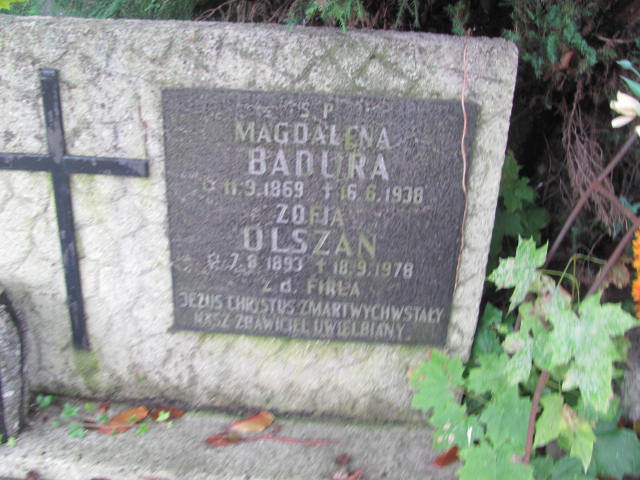 Ś P
MAGDALENA
BADURA
☆ 11.9.1869 ✝ 16.6.1938
ZOFIA
OLSZAN
☆ 7.8.1893 ✝ 18.9.1978
Z d. FIRLA
JEZUS CHRYSTUS ZMARTWYCHWSTAŁY
NASZ ZBAWICIEL UWIELBIANY.